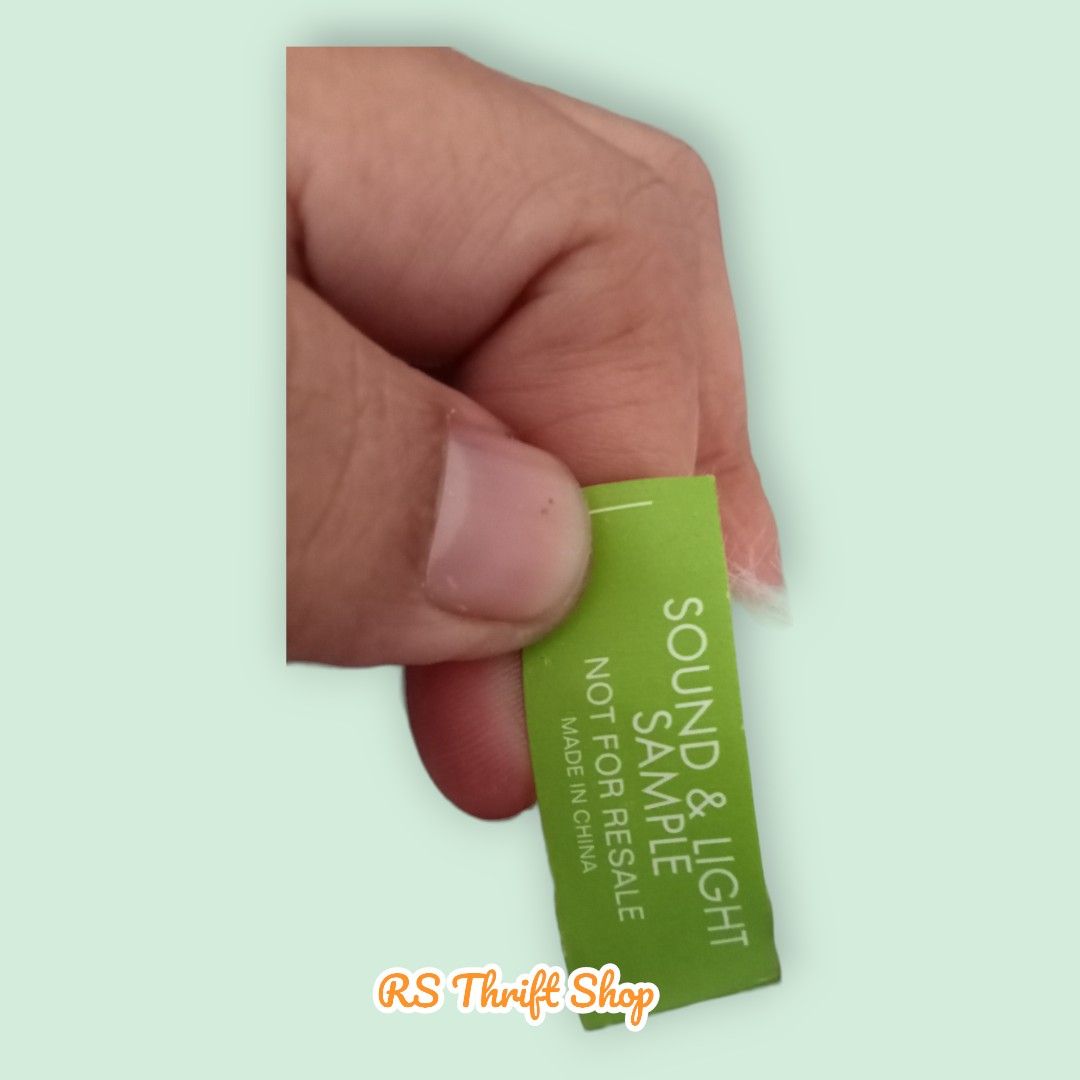 SOUND & LIGHT
SAMPLE
NOT FOR RESALE
MADE IN CHINA
RS Thrift Shop